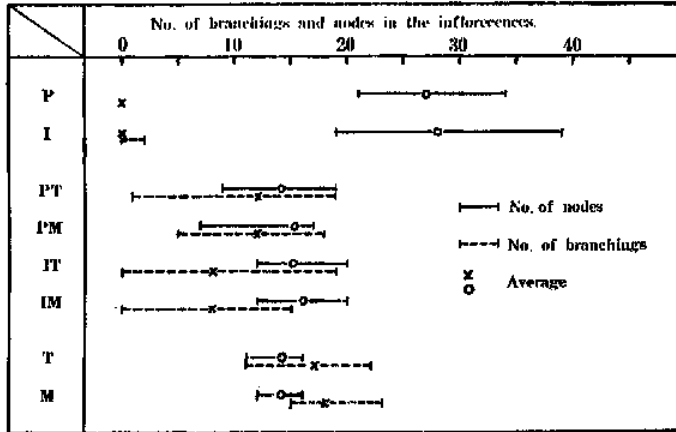 No. of branchings and nodes in the infforecences.
0 10 20 30 40
P
I
PT
PM
IT
IM
T
M
No. of nodes
No. of branchings
x
o Average